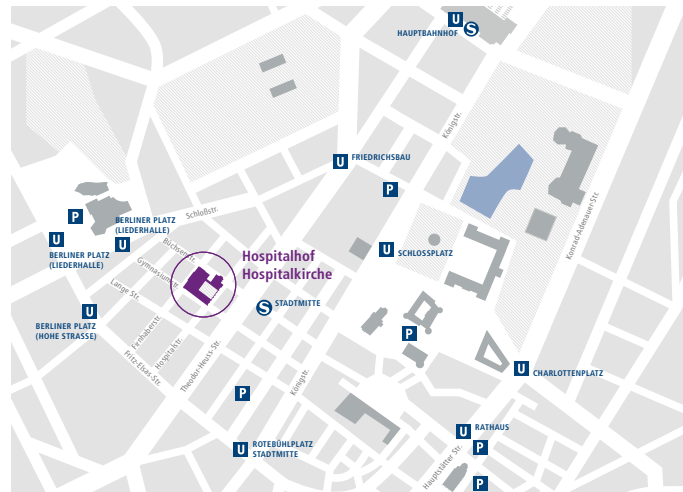 U
S
HAUPTBAHNHOF
Königstr.
U FRIEDRICHSBAU
P
Konrad-Adenauer-Str.
Schloßstr.
P
BERLINER PLATZ
(LIEDERHALLE)
U
U
BERLINER PLATZ
(LIEDERHALLE)
Büchsenstr.
Gymnasiumstr.
Lange Str.
Hospitalhof
Hospitalkirche
U SCHLOSSPLATZ
S STADTMITTE
U
BERLINER PLATZ
(HOHE STRASSE)
Feuhaberstr.
Hospitalstr.
Fritz-Elsas-Str.
Theodor-Heuss-Str.
P
U CHARLOTTENPLATZ
Königstr.
P
U RATHAUS
P
U ROTEBÜHLPLATZ
STADTMITTE
Hauptstätter Str.
P